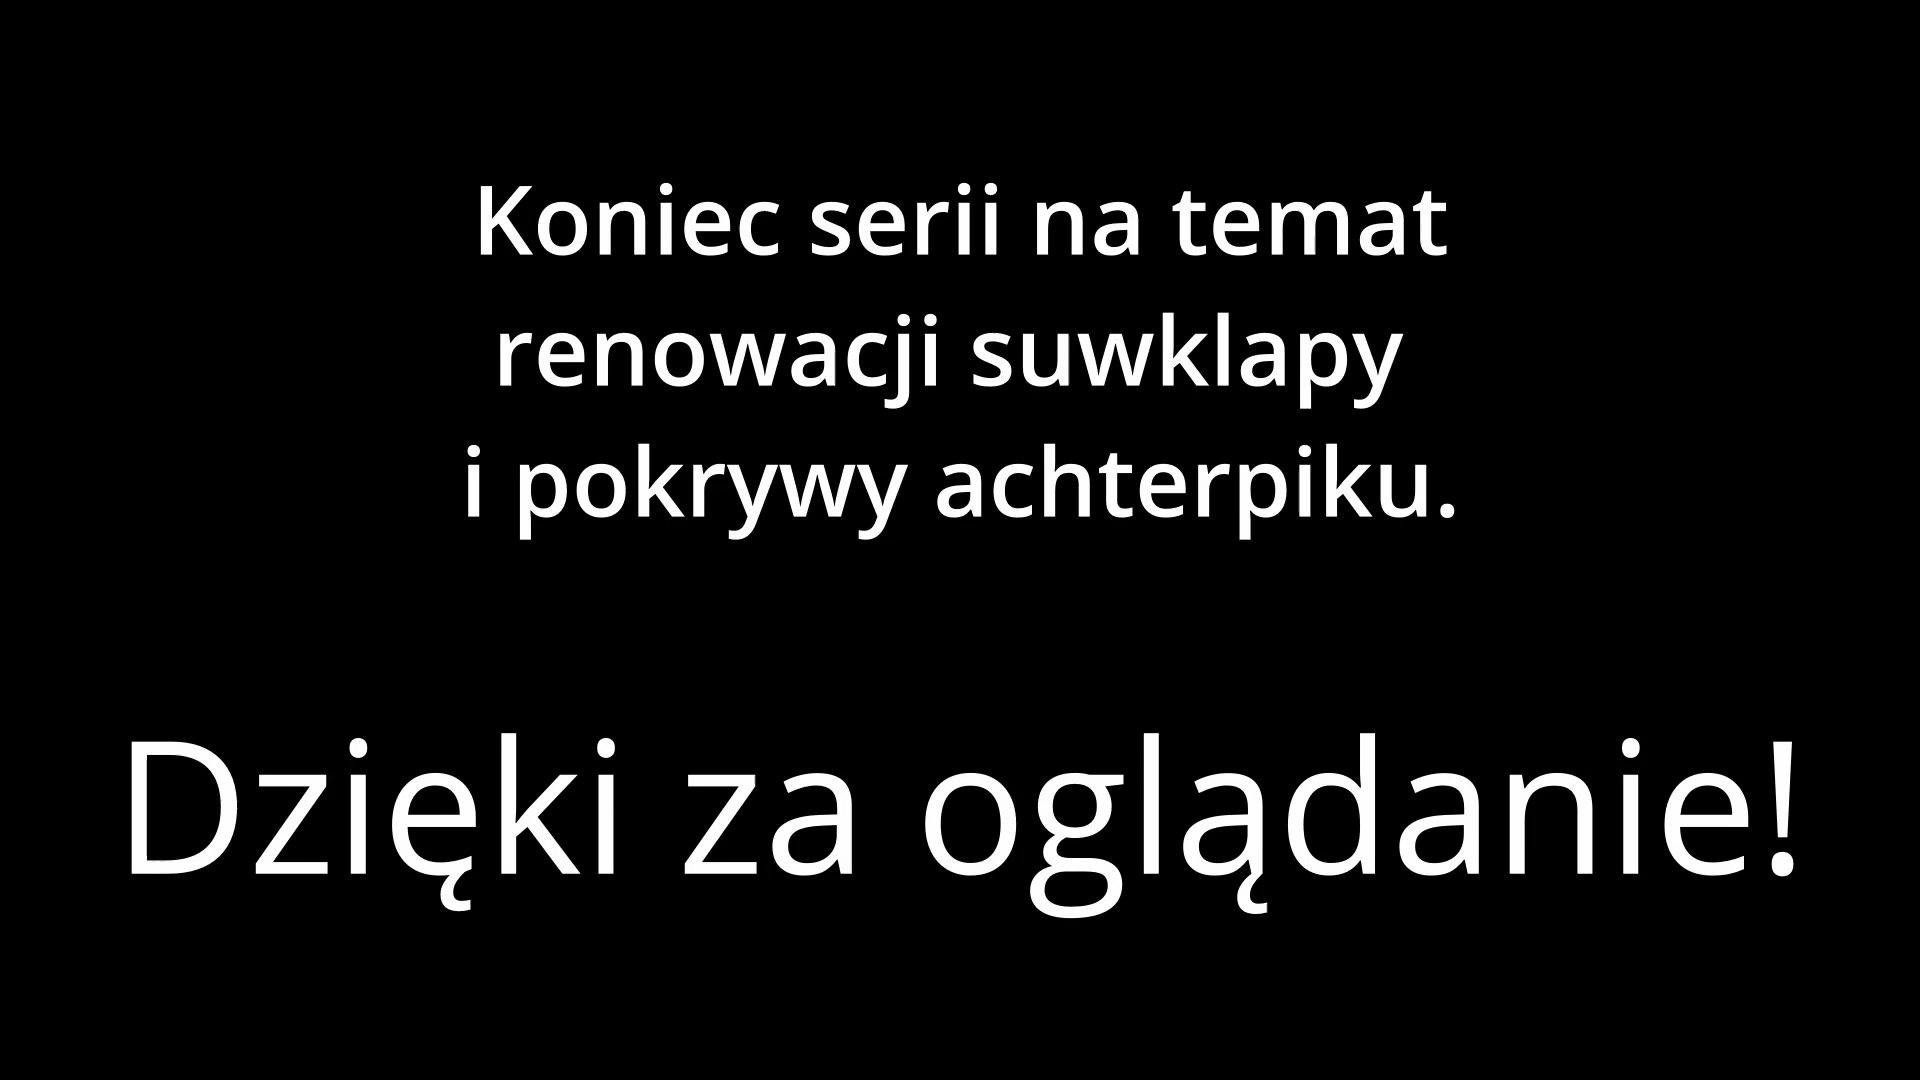 Koniec serii na temat
renowacji suwklapy
i pokrywy achterpiku.
Dzięki za oglądanie!